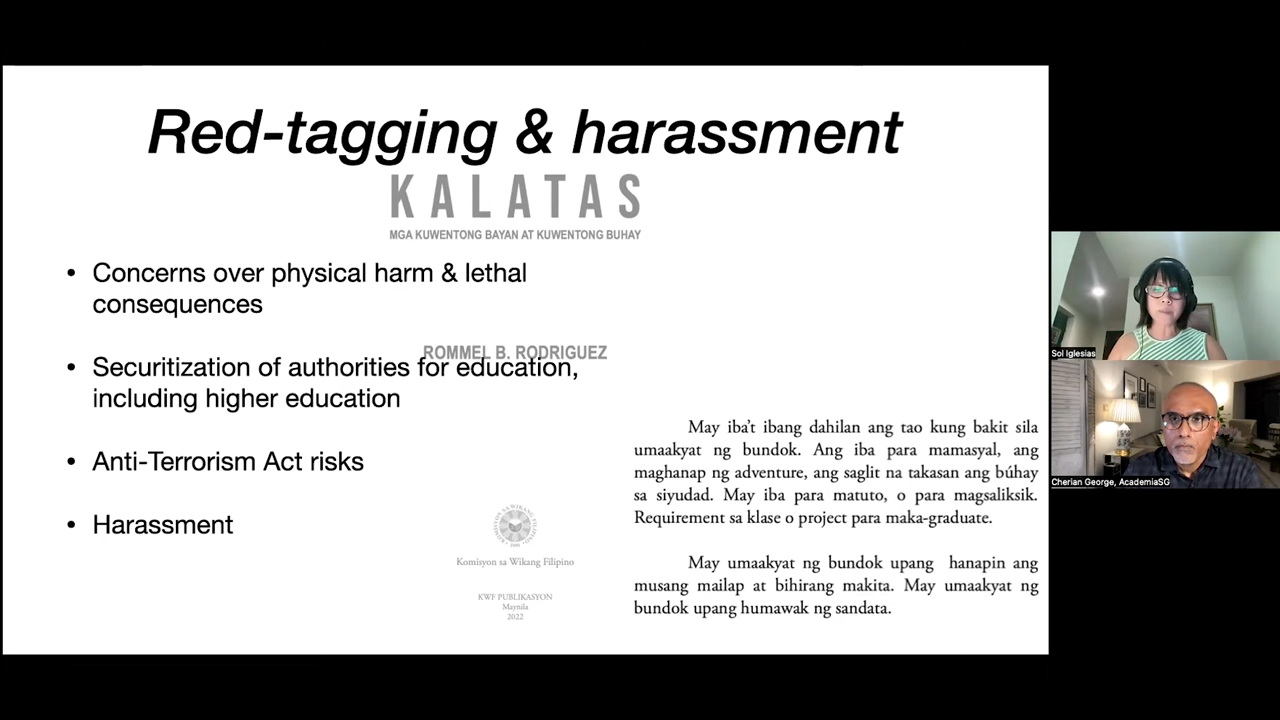 Red-tagging & harassment
KALATAS
MGA KUWENTONG BAYAN AT KUWENTONG BUHAY
• Concerns over physical harm & lethal
consequences
ROMMEL B. RODRIGUEZ
• Securitization of authorities for education,
including higher education
• Anti-Terrorism Act risks
• Harassment
KOMISYON SA WIKANG FILIPINO
1991
Komisyon sa Wikang Filipino
KWF PUBLIKASYON
Maynila
2022
May iba't ibang dahilan ang tao kung bakit sila
umaakyat ng bundok. Ang iba para mamasyal, ang
maghanap ng adventure, ang saglit na takasan ang búhay
sa siyudad. May iba para matuto, o para magsaliksik.
Requirement sa klase o project para maka-graduate.
May umaakyat ng bundok upang hanapin ang
musang mailap at bihirang makita. May umaakyat ng
bundok upang humawak ng sandata.
Sol Iglesias
Cherian George, AcademiaSG